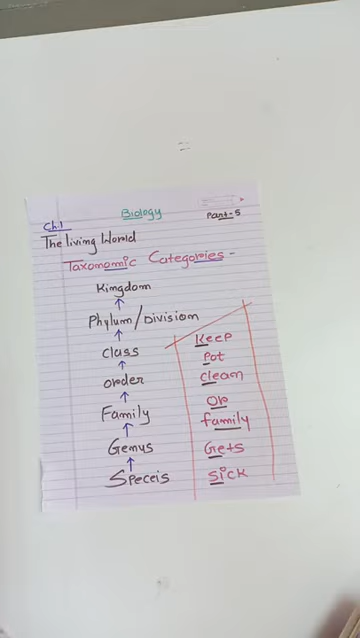 Biology
Part-5
Ch.1
The living World
Taxonomic Categories -
Kingdom
Phylum/Division
Class
order
Family
Genus
Speceis
Keep
Pot
clean
OR
family
Gets
Sick